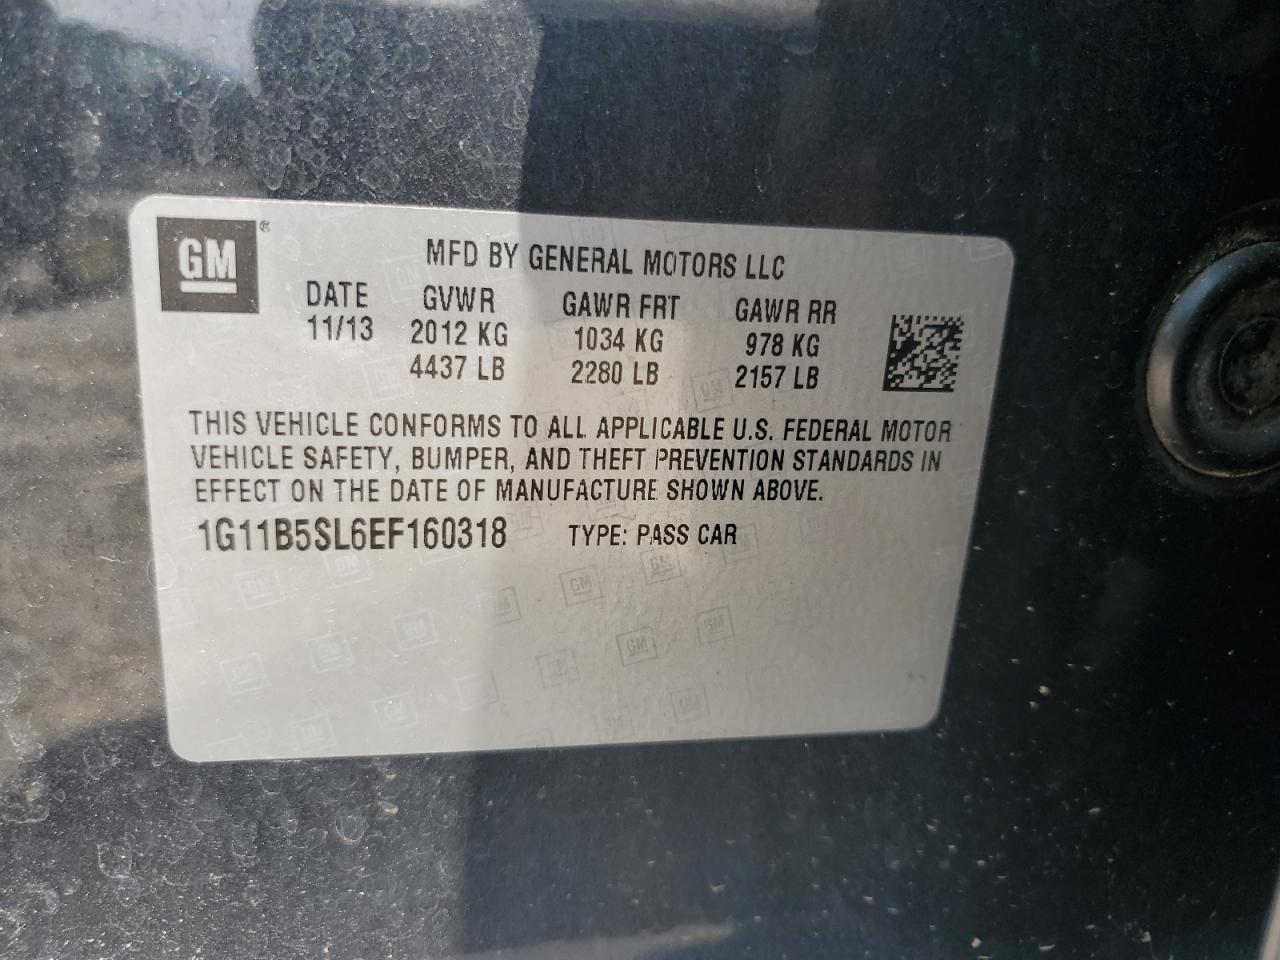 GM ®
MFD BY GENERAL MOTORS LLC
DATE GVWR GAWR FRT GAWR RR
11/13 2012 KG 1034 KG 978 KG
4437 LB 2280 LB 2157 LB
THIS VEHICLE CONFORMS TO ALL APPLICABLE U.S. FEDERAL MOTOR
VEHICLE SAFETY, BUMPER, AND THEFT PREVENTION STANDARDS IN
EFFECT ON THE DATE OF MANUFACTURE SHOWN ABOVE.
1G11B5SL6EF160318 TYPE: PASS CAR